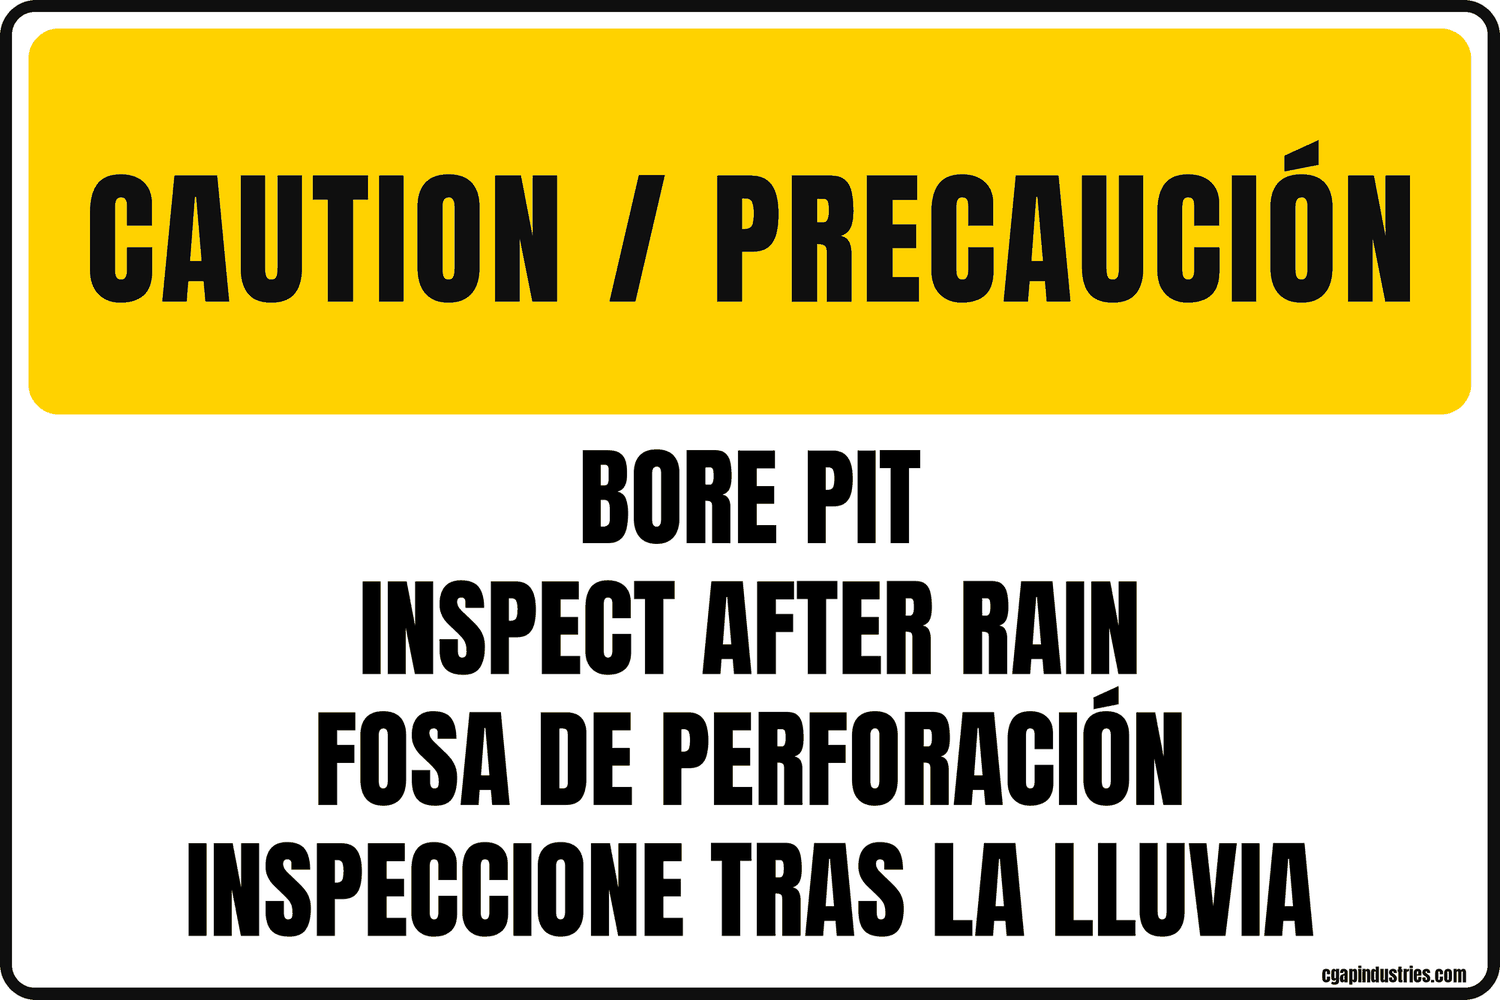 CAUTION / PRECAUCIÓN
BORE PIT
INSPECT AFTER RAIN
FOSA DE PERFORACIÓN
INSPECCIONE TRAS LA LLUVIA
cgapindustries.com